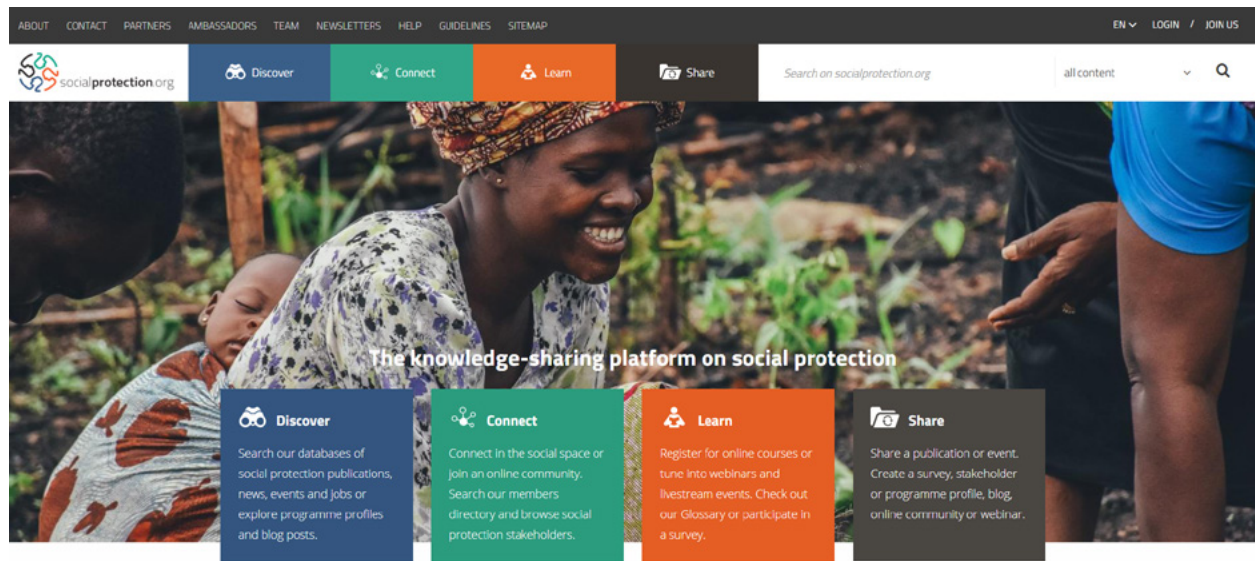 ABOUT CONTACT PARTNERS AMBASSADORS TEAM NEWSLETTERS HELP GUIDELINES SITEMAP EN LOGIN / JOIN US
socialprotection.org Discover Connect Learn Share Search on socialprotection.org all content
The knowledge-sharing platform on social protection
Discover
Search our databases of
social protection publications,
news, events and jobs or
explore programme profiles
and blog posts.
Connect
Connect in the social space or
join an online community.
Search our members
directory and browse social
protection stakeholders.
Learn
Register for online courses or
tune into webinars and
livestream events. Check out
our Glossary or participate in
a survey.
Share
Share a publication or event.
Create a survey, stakeholder
or programme profile, blog,
online community or webinar.